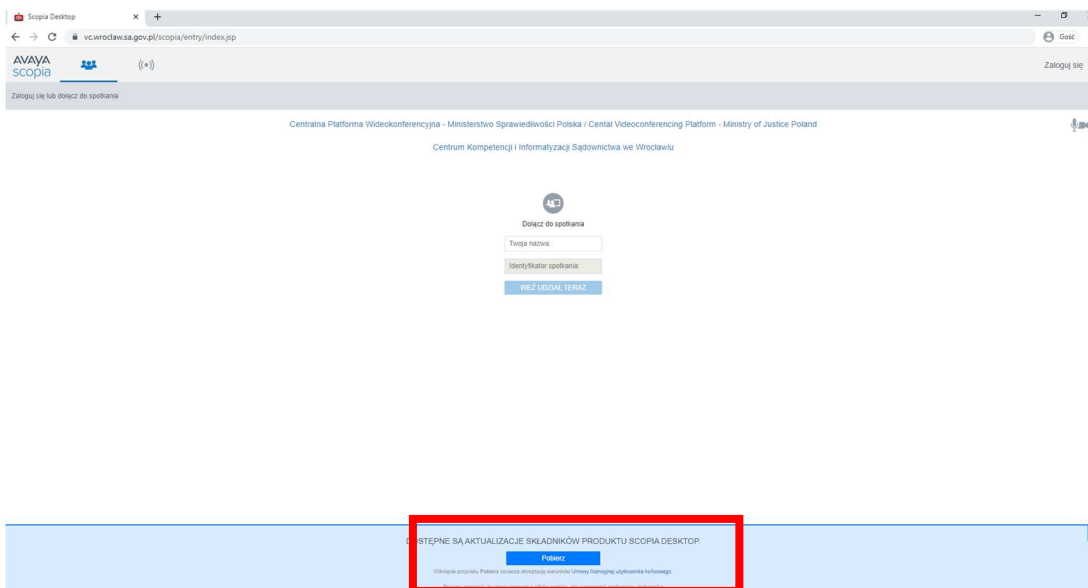 Scopia Desktop
vc.wroclaw.sa.gov.pl/scopia/entry/index.jsp
Gość
AVAYA
scopia
Zaloguj się
Zaloguj się lub dołącz do spotkania
Centralna Platforma Wideokonferencyjna - Ministerstwo Sprawiedliwości Polska / Cental Videoconferencing Platform - Ministry of Justice Poland
Centrum Kompetencji i Informatyzacji Sądownictwa we Wrocławiu
Dołącz do spotkania
Twoja nazwa:
Identyfikator spotkania:
WEŹ UDZIAŁ TERAZ
DOSTĘPNE SĄ AKTUALIZACJE SKŁADNIKÓW PRODUKTU SCOPIA DESKTOP.
Pobierz
Kliknięcie przycisku Pobierz oznacza akceptację warunków Umowy licencyjnej użytkownika końcowego.